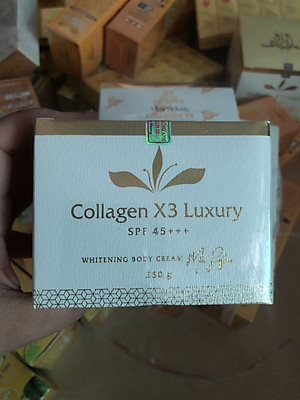 Collagen X3 Luxury
SPF 45+++
WHITENING BODY CREAM
250 g